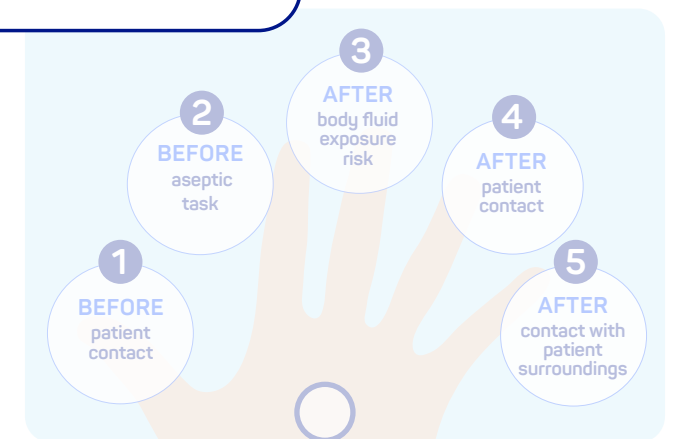 1
BEFORE
patient
contact
2
BEFORE
aseptic
task
3
AFTER
body fluid
exposure
risk
4
AFTER
patient
contact
5
AFTER
contact with
patient
surroundings